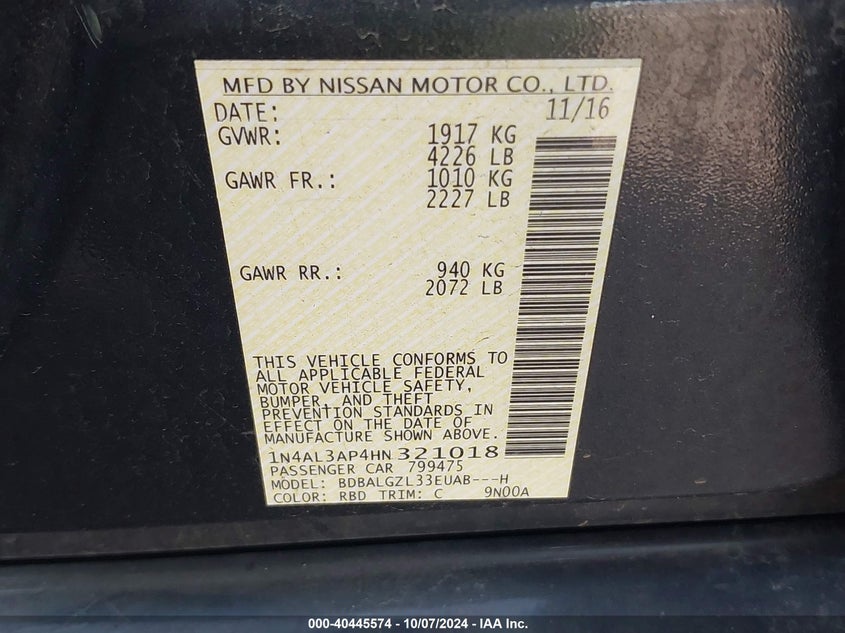 MFD BY NISSAN MOTOR CO., LTD.
DATE: 11/16
GVWR: 1917 KG
4226 LB
GAWR FR.: 1010 KG
2227 LB
GAWR RR.: 940 KG
2072 LB
THIS VEHICLE CONFORMS TO
ALL APPLICABLE FEDERAL
MOTOR VEHICLE SAFETY,
BUMPER, AND THEFT
PREVENTION STANDARDS IN
EFFECT ON THE DATE OF
MANUFACTURE SHOWN ABOVE.
1N4AL3AP4HN321018
PASSENGER CAR 799475
MODEL: BDBALGZL33EUAB---H
COLOR: RBD TRIM: C 9N00A
000-40445574 - 10/07/2024 - IAA Inc.